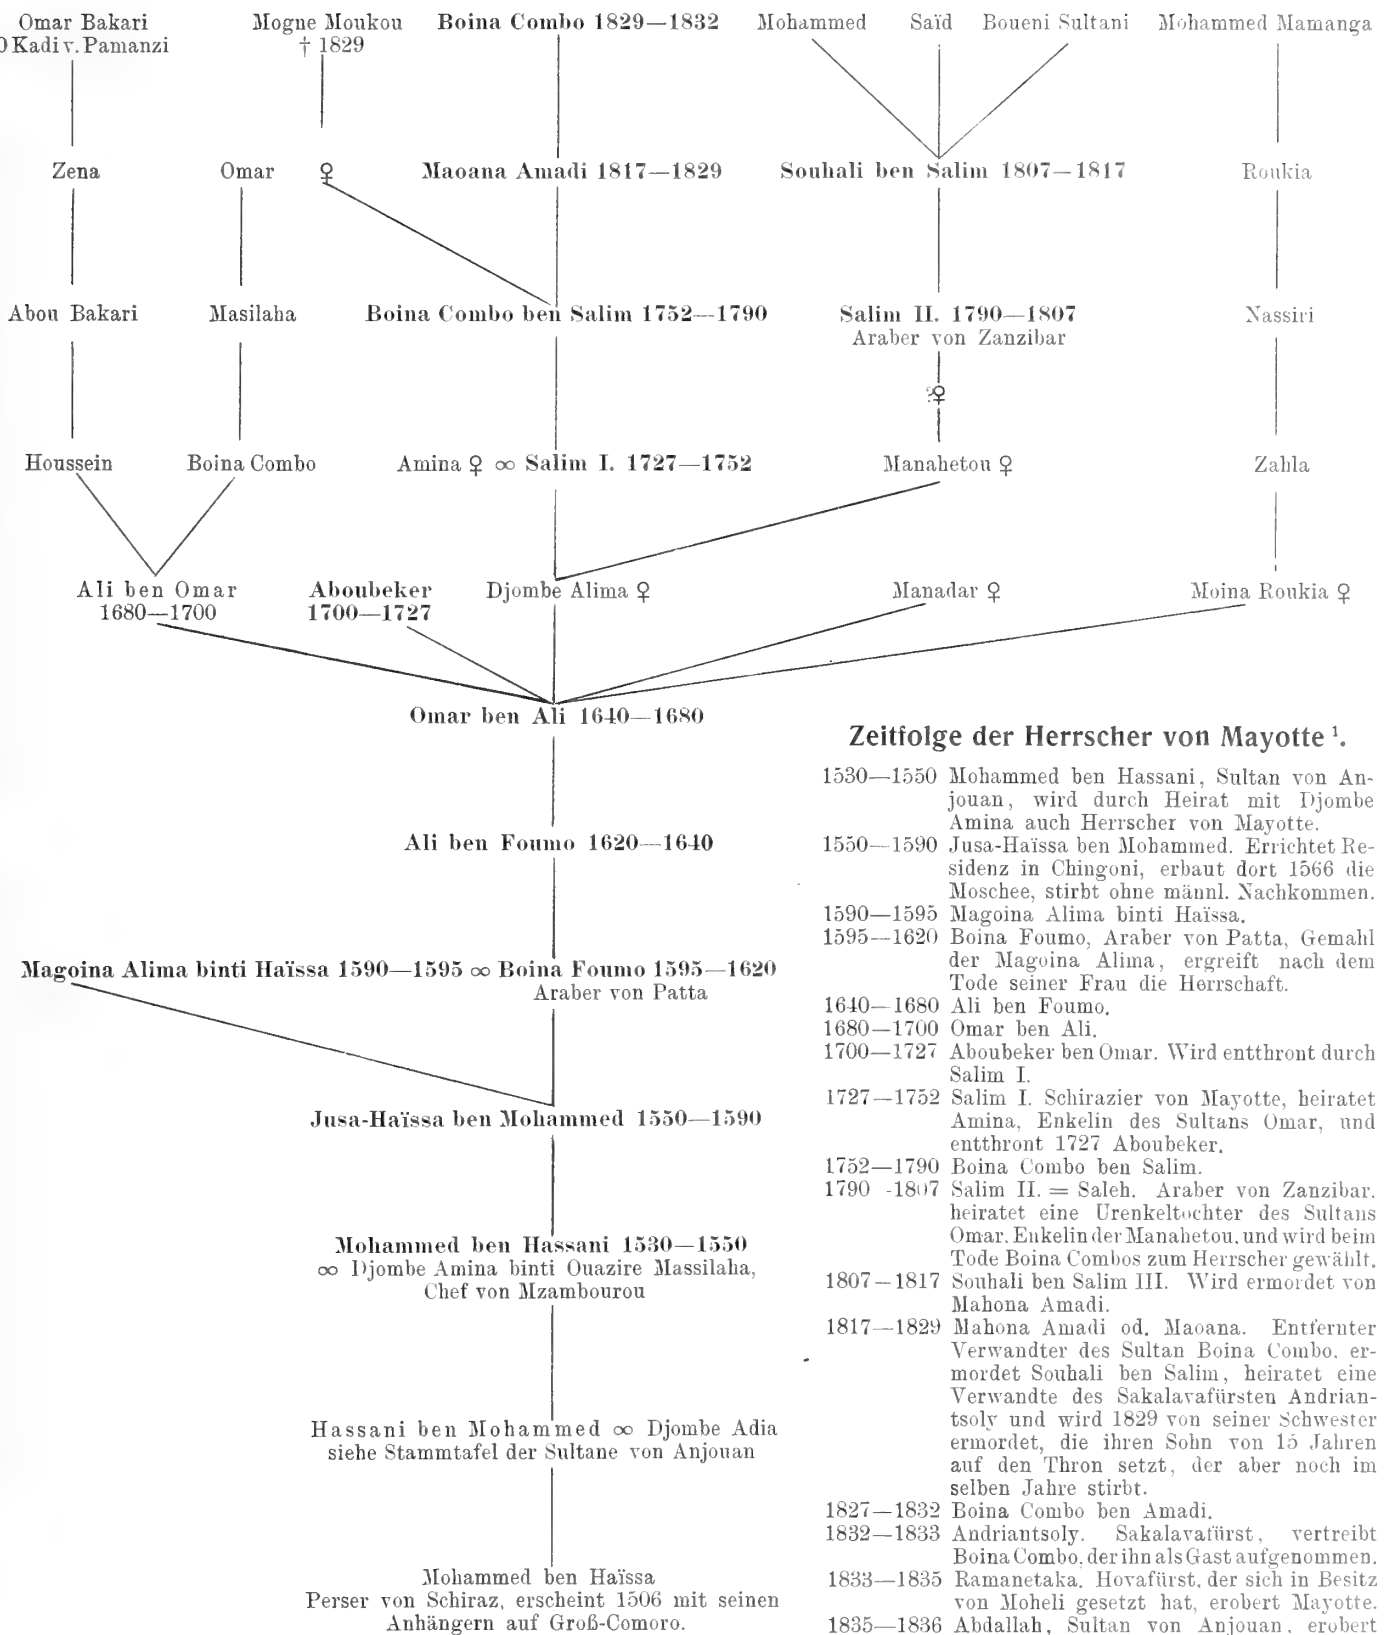 Omar Bakari
Kadi v. Pamanzi
Mogne Moukou
† 1829
Boina Combo 1829—1832
Mohammed
Saïd
Boueni Sultani
Mohammed Mamanga
Zena
Omar
♀
Maoana Amadi 1817—1829
Souhali ben Salim 1807—1817
Roukia
Abou Bakari
Masilaha
Boina Combo ben Salim 1752—1790
Salim II. 1790—1807
Araber von Zanzibar
Nassiri
?♀
Houssein
Boina Combo
Amina ♀ ∞ Salim I. 1727—1752
Manahetou ♀
Zahla
Ali ben Omar
1680—1700
Aboubeker
1700—1727
Djombe Alima ♀
Manadar ♀
Moina Roukia ♀
Omar ben Ali 1640—1680
Ali ben Foumo 1620—1640
Magoina Alima binti Haïssa 1590—1595 ∞ Boina Foumo 1595—1620
Araber von Patta
Jusa-Haïssa ben Mohammed 1550—1590
Mohammed ben Hassani 1530—1550
∞ Djombe Amina binti Ouazire Massilaha,
Chef von Mzambourou
Hassani ben Mohammed ∞ Djombe Adia
siehe Stammtafel der Sultane von Anjouan
Mohammed ben Haïssa
Perser von Schiraz, erscheint 1506 mit seinen
Anhängern auf Groß-Comoro.
Zeitfolge der Herrscher von Mayotte ¹.
1530—1550 Mohammed ben Hassani, Sultan von An-
jouan, wird durch Heirat mit Djombe
Amina auch Herrscher von Mayotte.
1550—1590 Jusa-Haïssa ben Mohammed. Errichtet Re-
sidenz in Chingoni, erbaut dort 1566 die
Moschee, stirbt ohne männl. Nachkommen.
1590—1595 Magoina Alima binti Haïssa.
1595—1620 Boina Foumo, Araber von Patta, Gemahl
der Magoina Alima, ergreift nach dem
Tode seiner Frau die Herrschaft.
1640—1680 Ali ben Foumo.
1680—1700 Omar ben Ali.
1700—1727 Aboubeker ben Omar. Wird entthront durch
Salim I.
1727—1752 Salim I. Schirazier von Mayotte, heiratet
Amina, Enkelin des Sultans Omar, und
entthront 1727 Aboubeker.
1752—1790 Boina Combo ben Salim.
1790 -1807 Salim II. = Saleh. Araber von Zanzibar.
heiratet eine Urenkeltochter des Sultans
Omar. Enkelin der Manahetou, und wird beim
Tode Boina Combos zum Herrscher gewählt.
1807—1817 Souhali ben Salim III. Wird ermordet von
Mahona Amadi.
1817—1829 Mahona Amadi od. Maoana. Entfernter
Verwandter des Sultan Boina Combo. er-
mordet Souhali ben Salim, heiratet eine
Verwandte des Sakalavafürsten Andrian-
tsoly und wird 1829 von seiner Schwester
ermordet, die ihren Sohn von 15 Jahren
auf den Thron setzt, der aber noch im
selben Jahre stirbt.
1827—1832 Boina Combo ben Amadi.
1832—1833 Andriantsoly. Sakalavafürst, vertreibt
Boina Combo, der ihn als Gast aufgenommen.
1833—1835 Ramanetaka. Hovafürst, der sich in Besitz
von Moheli gesetzt hat, erobert Mayotte.
1835—1836 Abdallah, Sultan von Anjouan, erobert